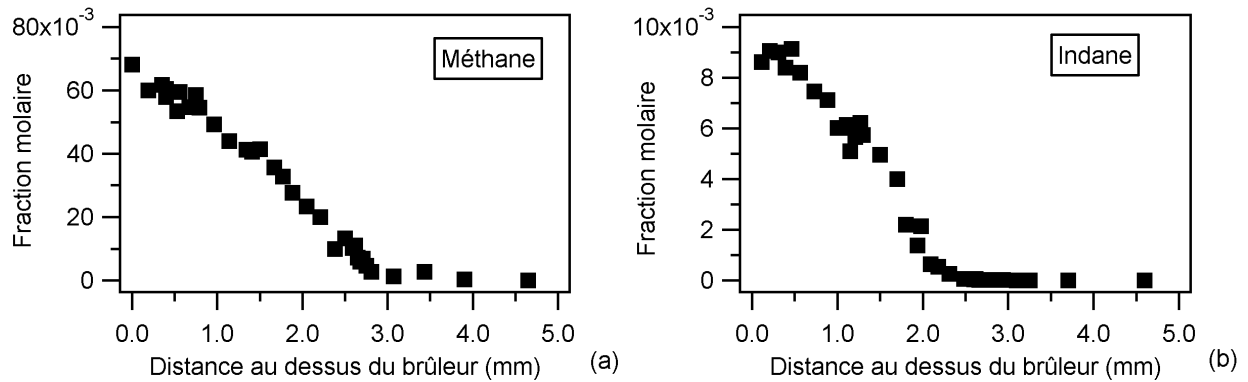 80x10-3
60
40
20
0
Fraction molaire
Méthane
0.0 1.0 2.0 3.0 4.0 5.0
Distance au dessus du brûleur (mm)
(a)
10x10-3
8
6
4
2
0
Fraction molaire
Indane
0.0 1.0 2.0 3.0 4.0 5.0
Distance au dessus du brûleur (mm)
(b)